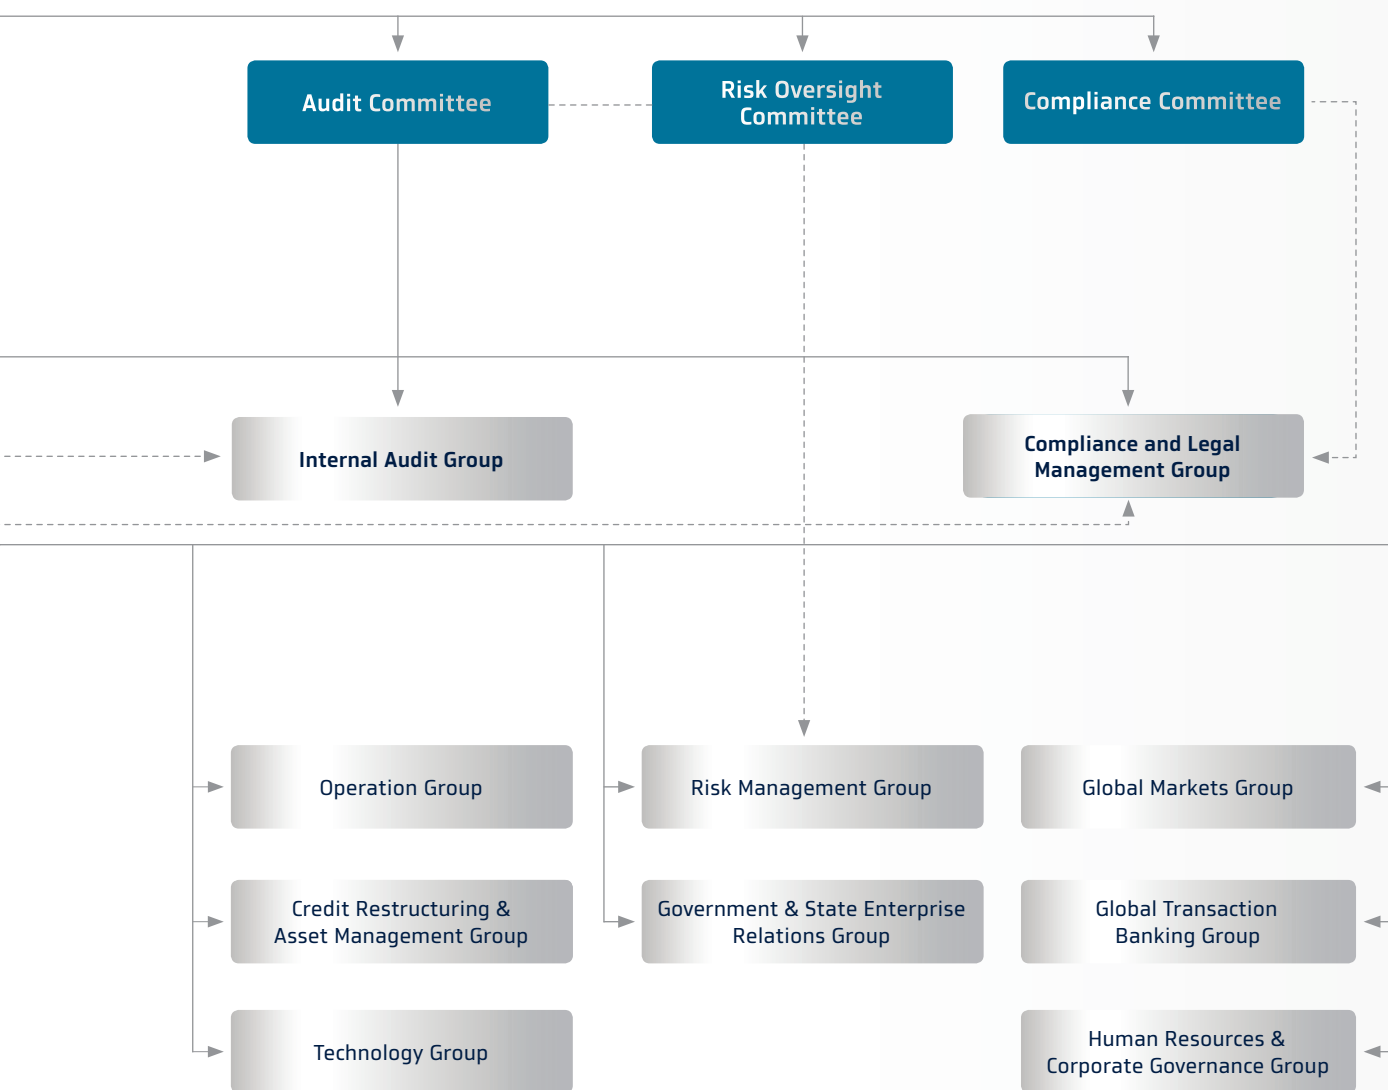 Audit Committee
Risk Oversight
Committee
Compliance Committee
Internal Audit Group
Compliance and Legal
Management Group
Operation Group
Risk Management Group
Global Markets Group
Credit Restructuring &
Asset Management Group
Government & State Enterprise
Relations Group
Global Transaction
Banking Group
Technology Group
Human Resources &
Corporate Governance Group